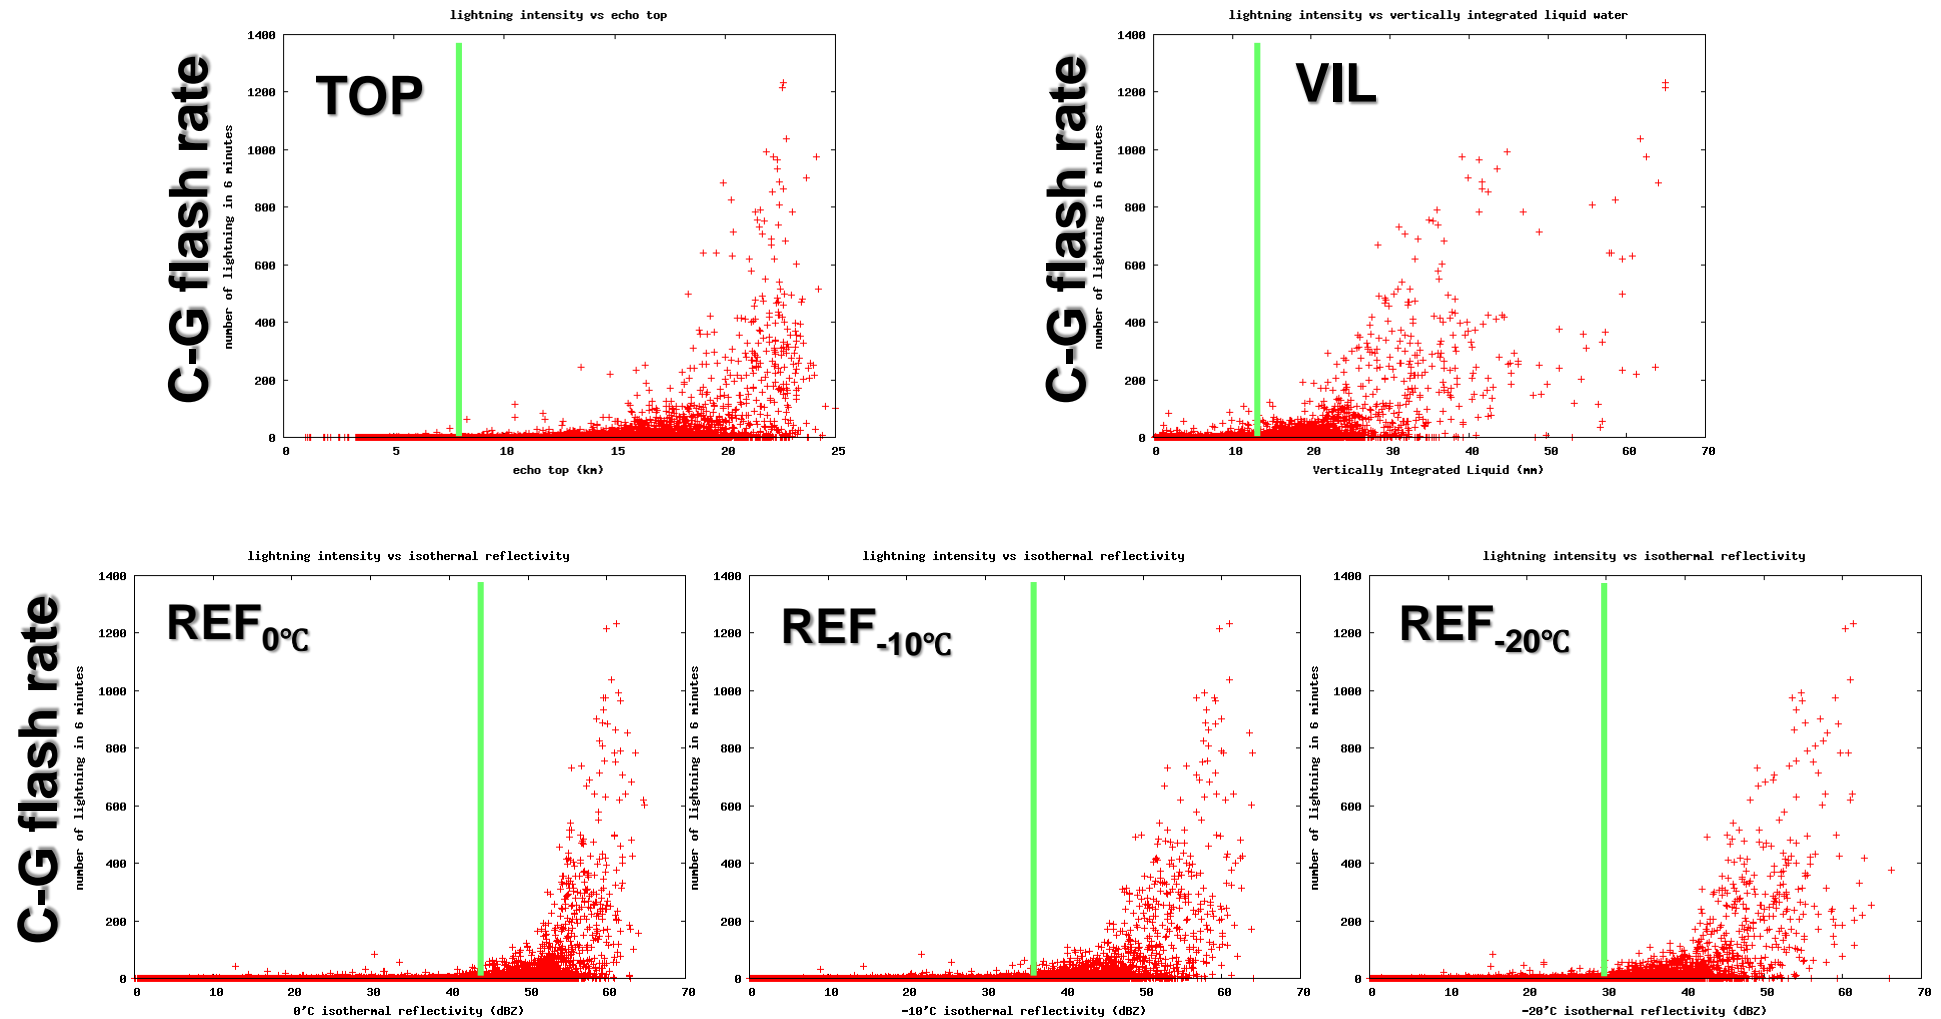 lightning intensity vs echo top
C-G flash rate
number of lightning in 6 minutes
TOP
1400
1200
1000
800
600
400
200
0
0 5 10 15 20 25
echo top (km)
lightning intensity vs vertically integrated liquid water
C-G flash rate
number of lightning in 6 minutes
VIL
1400
1200
1000
800
600
400
200
0
0 10 20 30 40 50 60 70
Vertically Integrated Liquid (mm)
lightning intensity vs isothermal reflectivity
C-G flash rate
number of lightning in 6 minutes
REF0℃
1400
1200
1000
800
600
400
200
0
0 10 20 30 40 50 60 70
0'C isothermal reflectivity (dBZ)
lightning intensity vs isothermal reflectivity
number of lightning in 6 minutes
REF-10℃
1400
1200
1000
800
600
400
200
0
0 10 20 30 40 50 60 70
-10'C isothermal reflectivity (dBZ)
lightning intensity vs isothermal reflectivity
number of lightning in 6 minutes
REF-20℃
1400
1200
1000
800
600
400
200
0
0 10 20 30 40 50 60 70
-20'C isothermal reflectivity (dBZ)